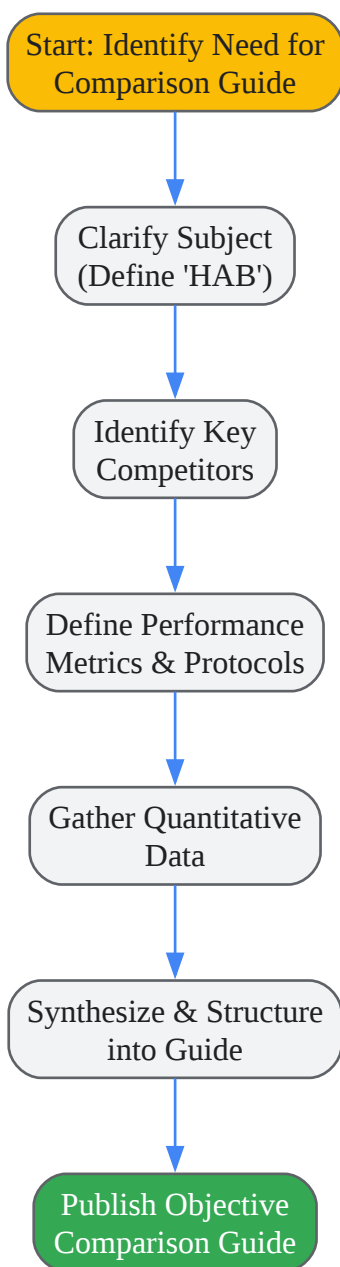 Start: Identify Need for
Comparison Guide
Clarify Subject
(Define 'HAB')
Identify Key
Competitors
Define Performance
Metrics & Protocols
Gather Quantitative
Data
Synthesize & Structure
into Guide
Publish Objective
Comparison Guide